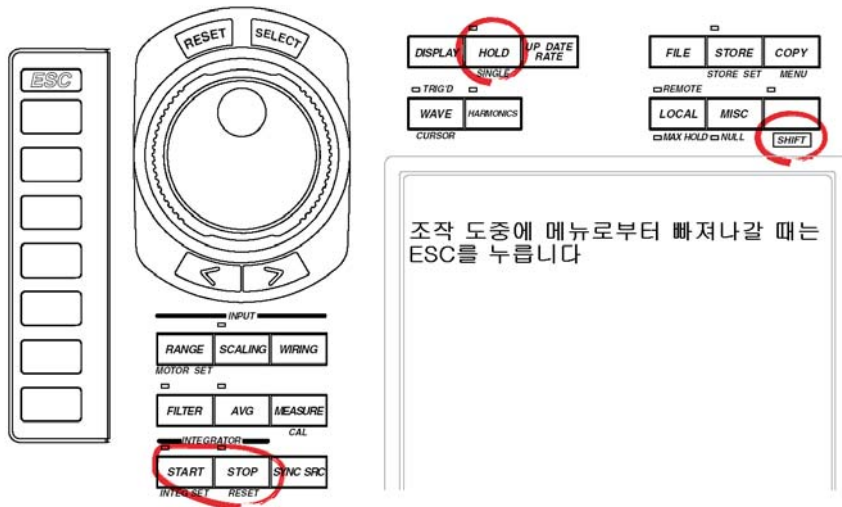 RESET SELECT
ESC
DISPLAY HOLD UP DATE RATE
SINGLE
FILE STORE COPY
STORE SET MENU
TRIG'D
REMOTE
WAVE HARMONICS
CURSOR
LOCAL MISC
MAX HOLD NULL SHIFT
조작 도중에 메뉴로부터 빠져나갈 때는
ESC를 누릅니다
INPUT
RANGE SCALING WIRING
MOTOR SET
FILTER AVG MEASURE
CAL
INTEGRATOR
START STOP SYNC SRC
INTEG SET RESET